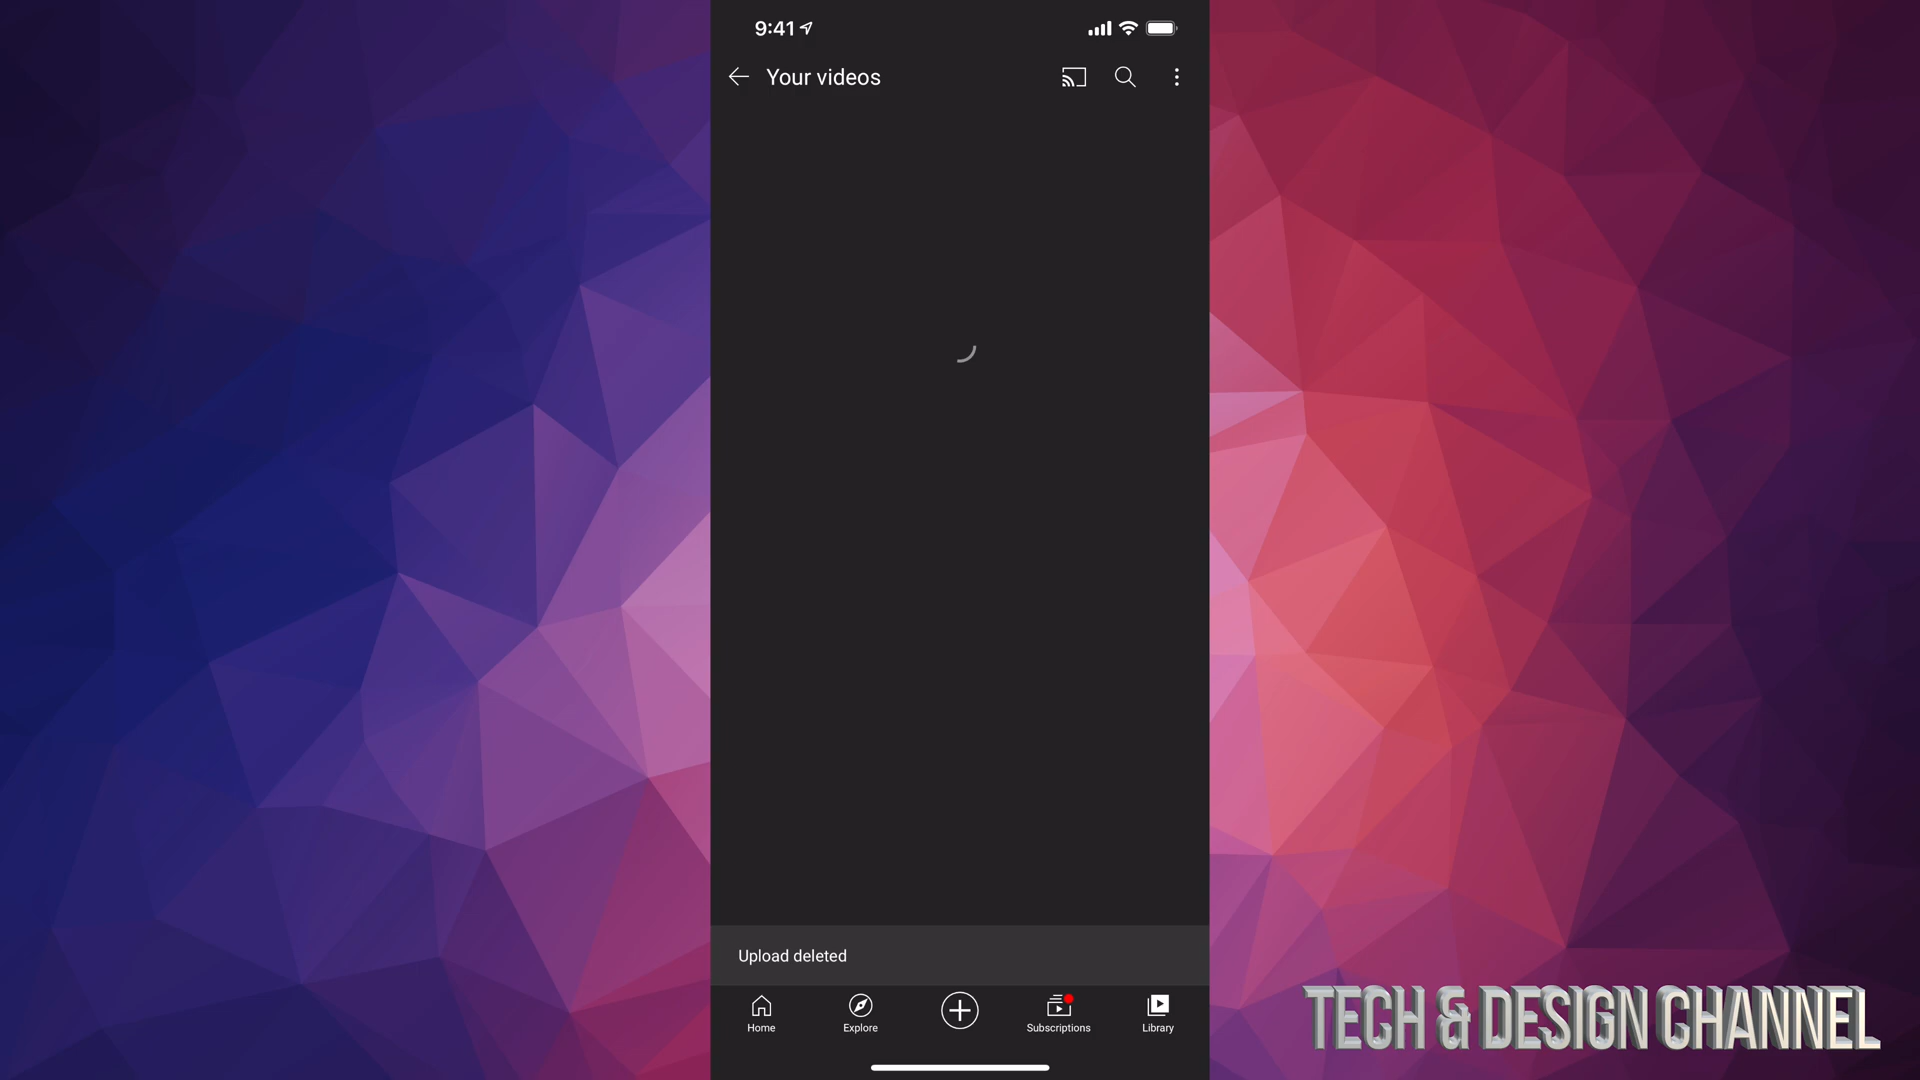 9:41
Your videos
Upload deleted
Home
Explore
Subscriptions
Library
TECH & DESIGN CHANNEL